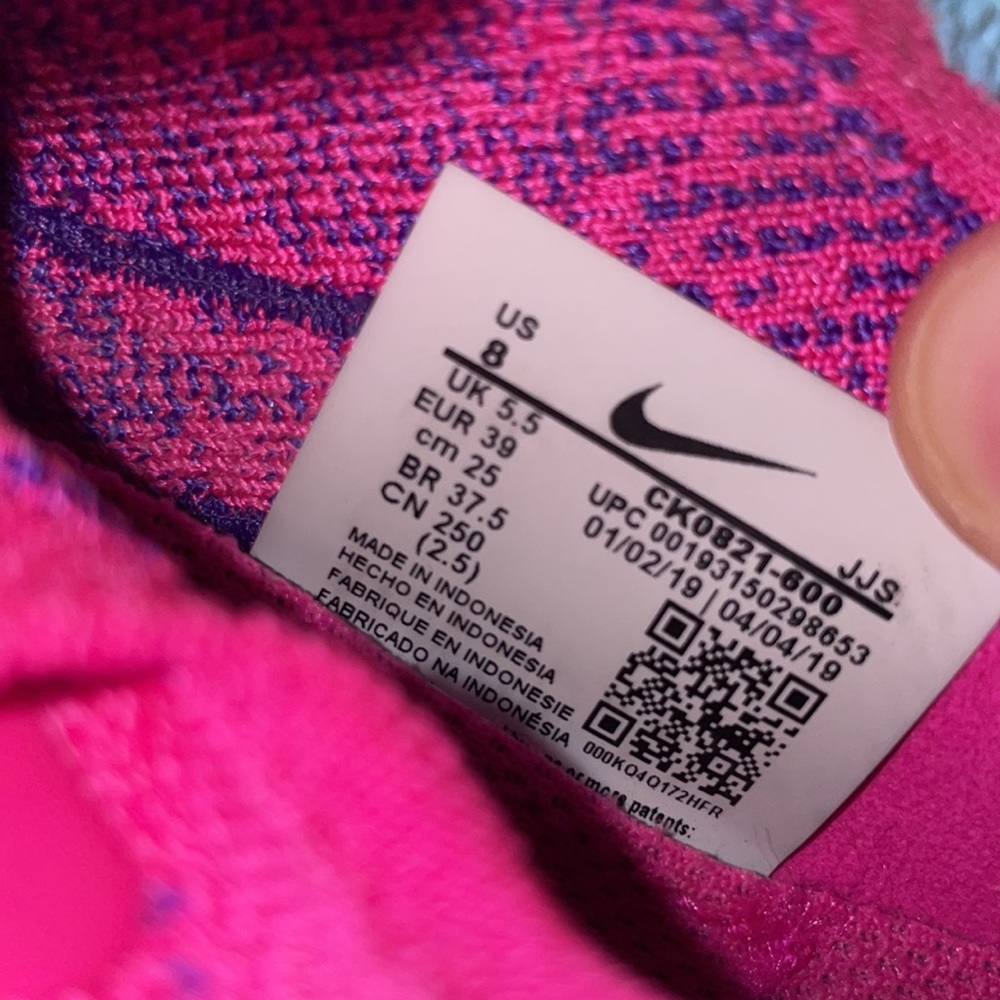 US
8
UK 5.5
EUR 39
cm 25
BR 37.5
CN 250
(2.5)
CK0821-600
JJS
UPC 00193150298653
01/02/19 | 04/04/19
MADE IN INDONESIA
HECHO EN INDONESIA
FABRIQUE EN INDONESIE
FABRICADO NA INDONÉSIA
000KO4Q172HFR
or more patents: